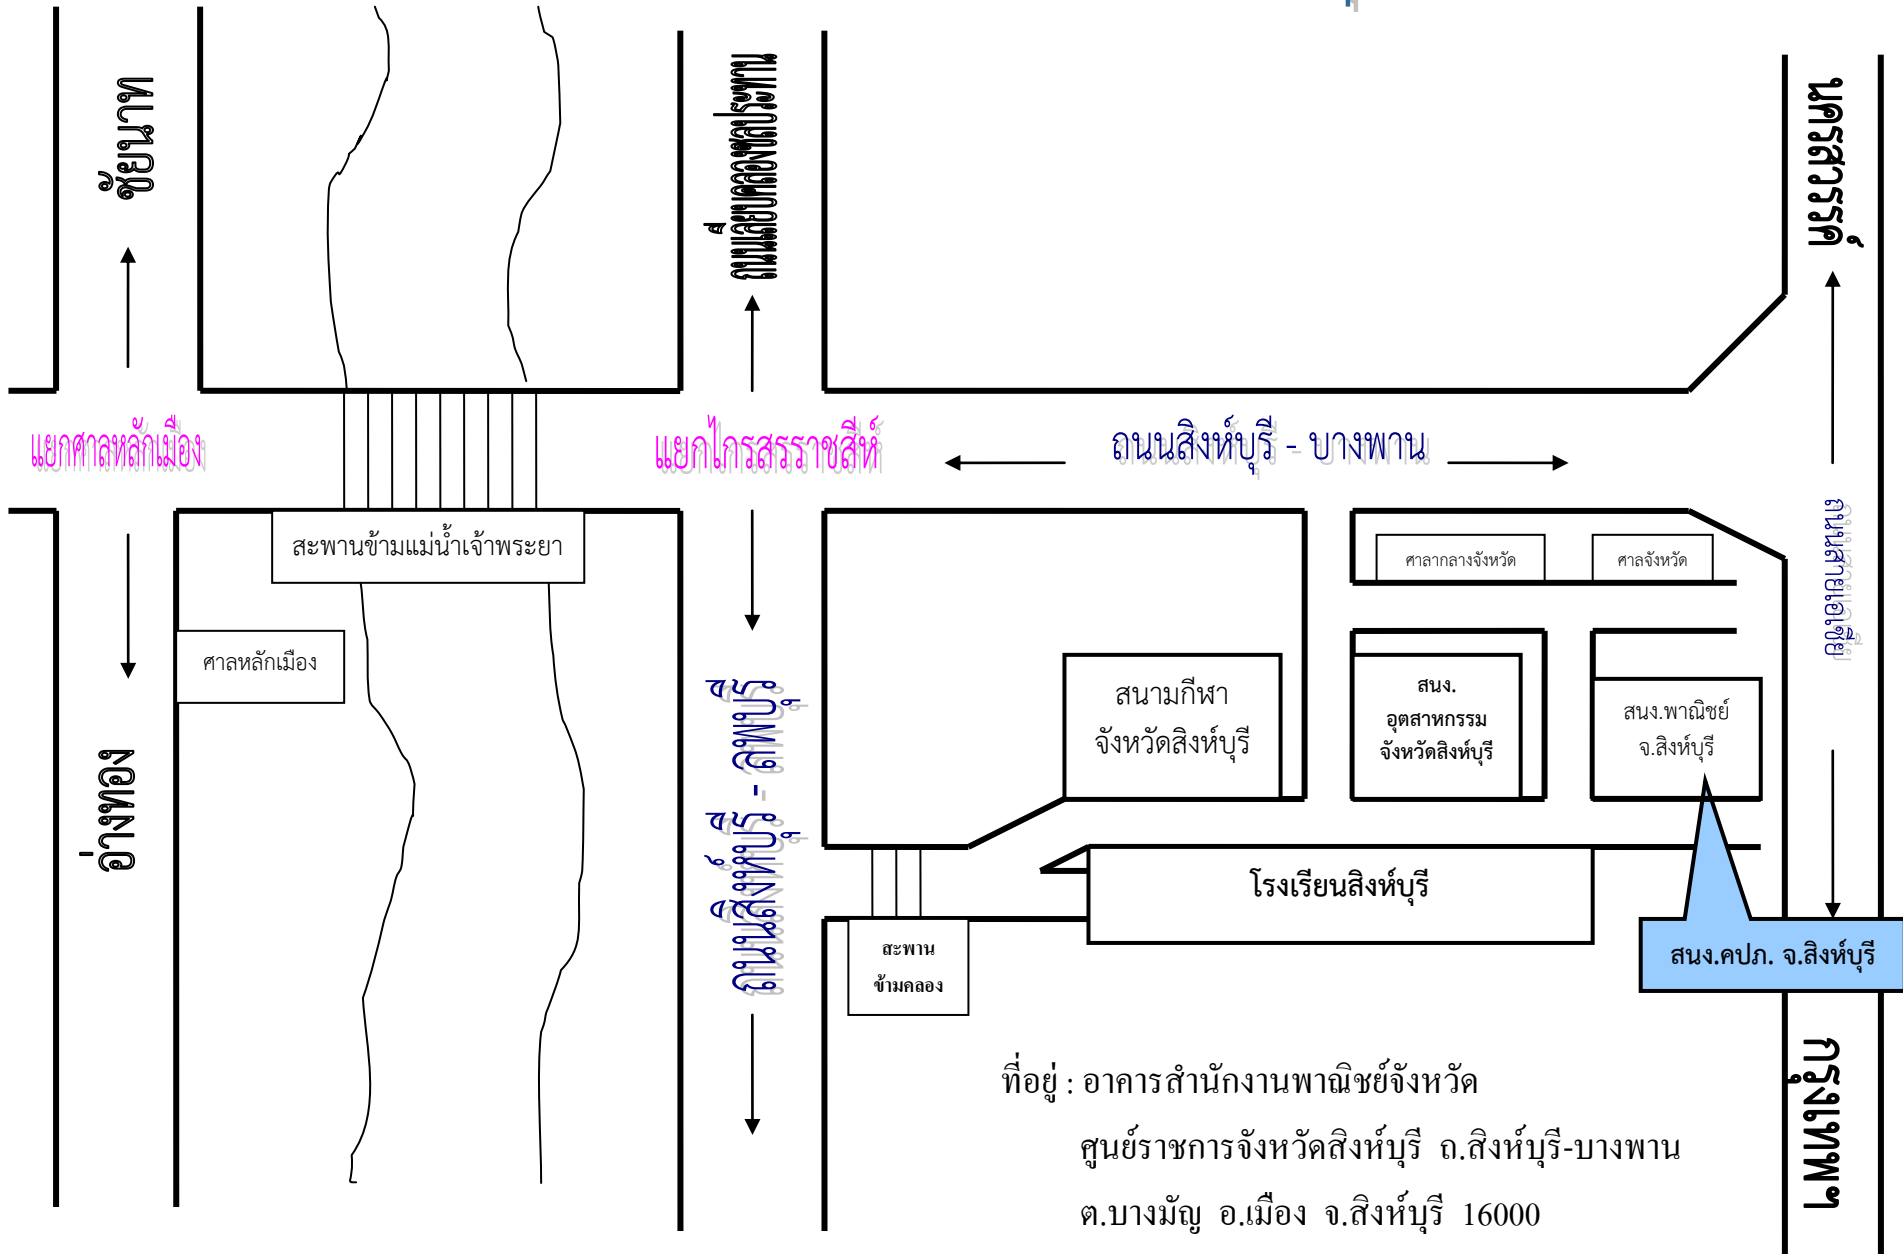 ชัยนาท
ถนนเลียบคลองชลประทาน
นครสวรรค์
แยกศาลหลักเมือง
แยกไกรสรราชสีห์
ถนนสิงห์บุรี - บางพาน
ถนนสายเอเชีย
สะพานข้ามแม่น้ำเจ้าพระยา
ศาลากลางจังหวัด
ศาลจังหวัด
ศาลหลักเมือง
อ่างทอง
ถนนสิงห์บุรี - ลพบุรี
สนามกีฬา
จังหวัดสิงห์บุรี
สนง.
อุตสาหกรรม
จังหวัดสิงห์บุรี
สนง.พาณิชย์
จ.สิงห์บุรี
โรงเรียนสิงห์บุรี
สะพาน
ข้ามคลอง
สนง.คปภ. จ.สิงห์บุรี
กรุงเทพฯ
ที่อยู่ : อาคารสำนักงานพาณิชย์จังหวัด
ศูนย์ราชการจังหวัดสิงห์บุรี ถ.สิงห์บุรี-บางพาน
ต.บางมัญ อ.เมือง จ.สิงห์บุรี 16000